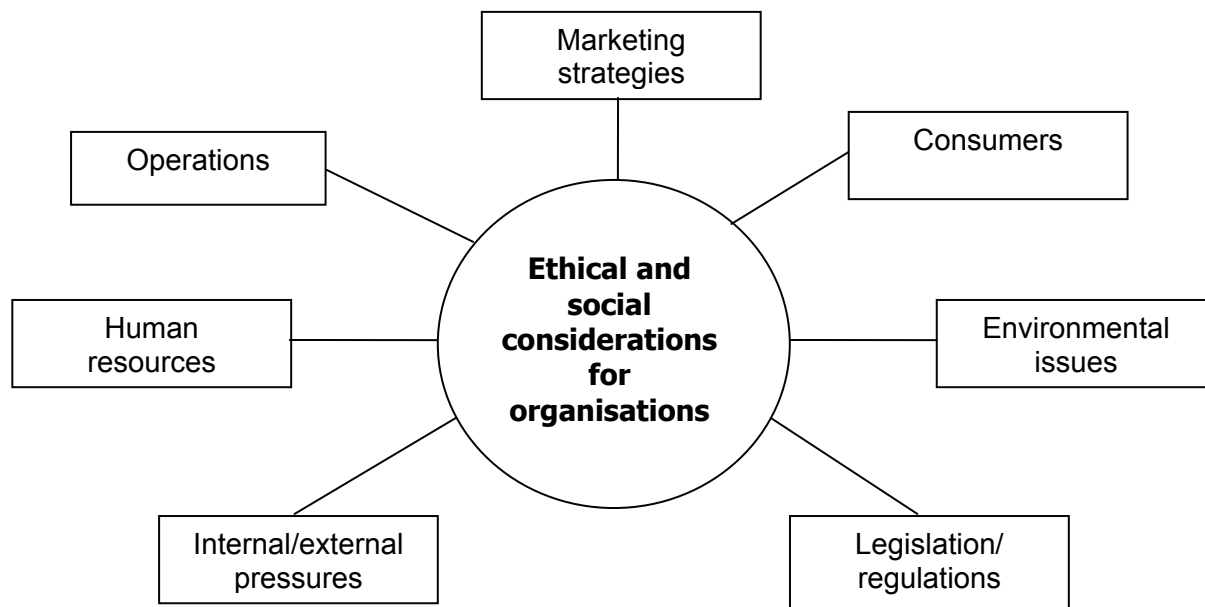 Marketing
strategies
Operations
Consumers
Ethical and
social
considerations
for
organisations
Human
resources
Environmental
issues
Internal/external
pressures
Legislation/
regulations